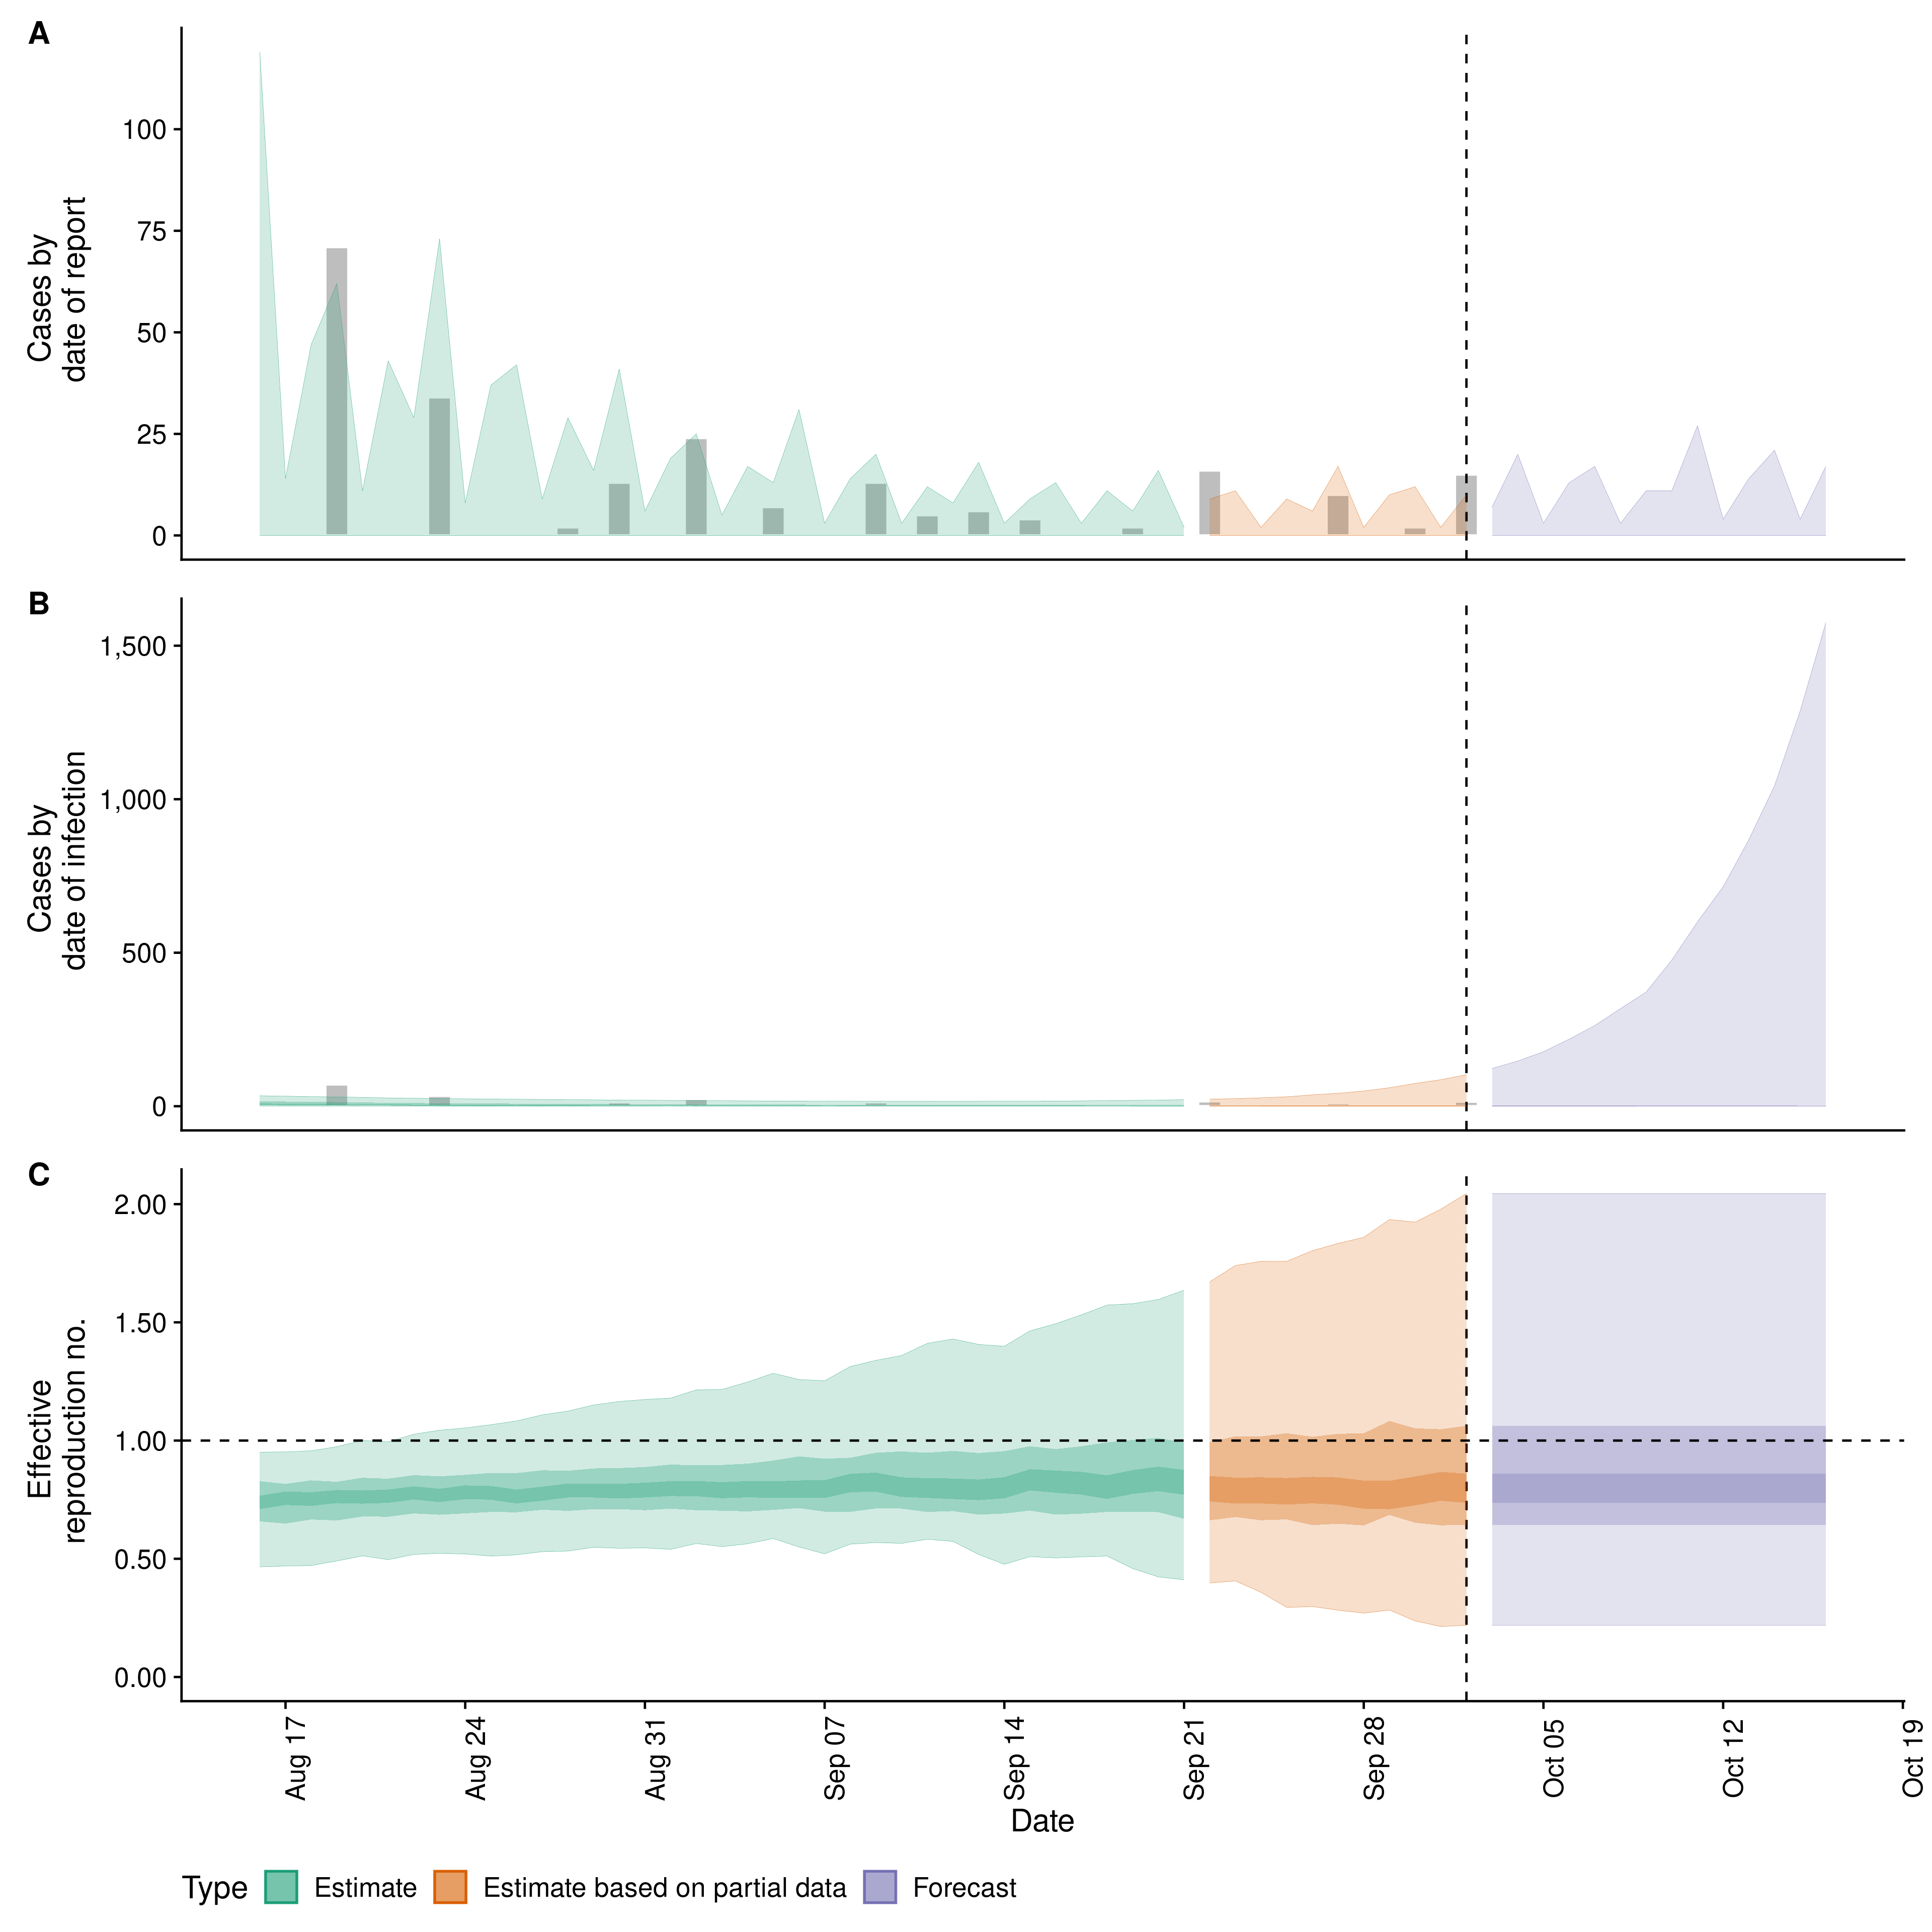 A
Cases by
date of report
100
75
50
25
0
B
Cases by
date of infection
1,500
1,000
500
0
C
Effective
reproduction no.
2.00
1.50
1.00
0.50
0.00
Aug 17
Aug 24
Aug 31
Sep 07
Sep 14
Sep 21
Sep 28
Oct 05
Oct 12
Oct 19
Date
Type Estimate Estimate based on partial data Forecast